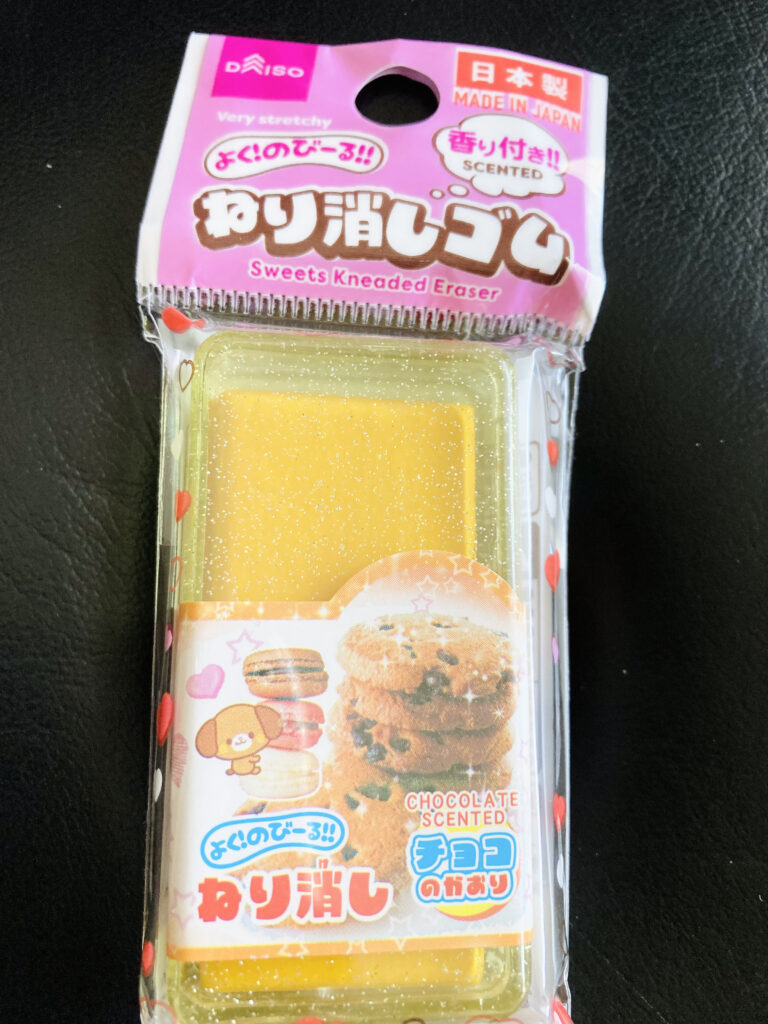 DAISO
日本製
MADE IN JAPAN
Very stretchy
よく!のびーる!!
香り付き!!
SCENTED
ねり消しゴム
Sweets Kneaded Eraser
CHOCOLATE
SCENTED
よく!のびーる!!
チョコ
のかおり
け
ねり消し